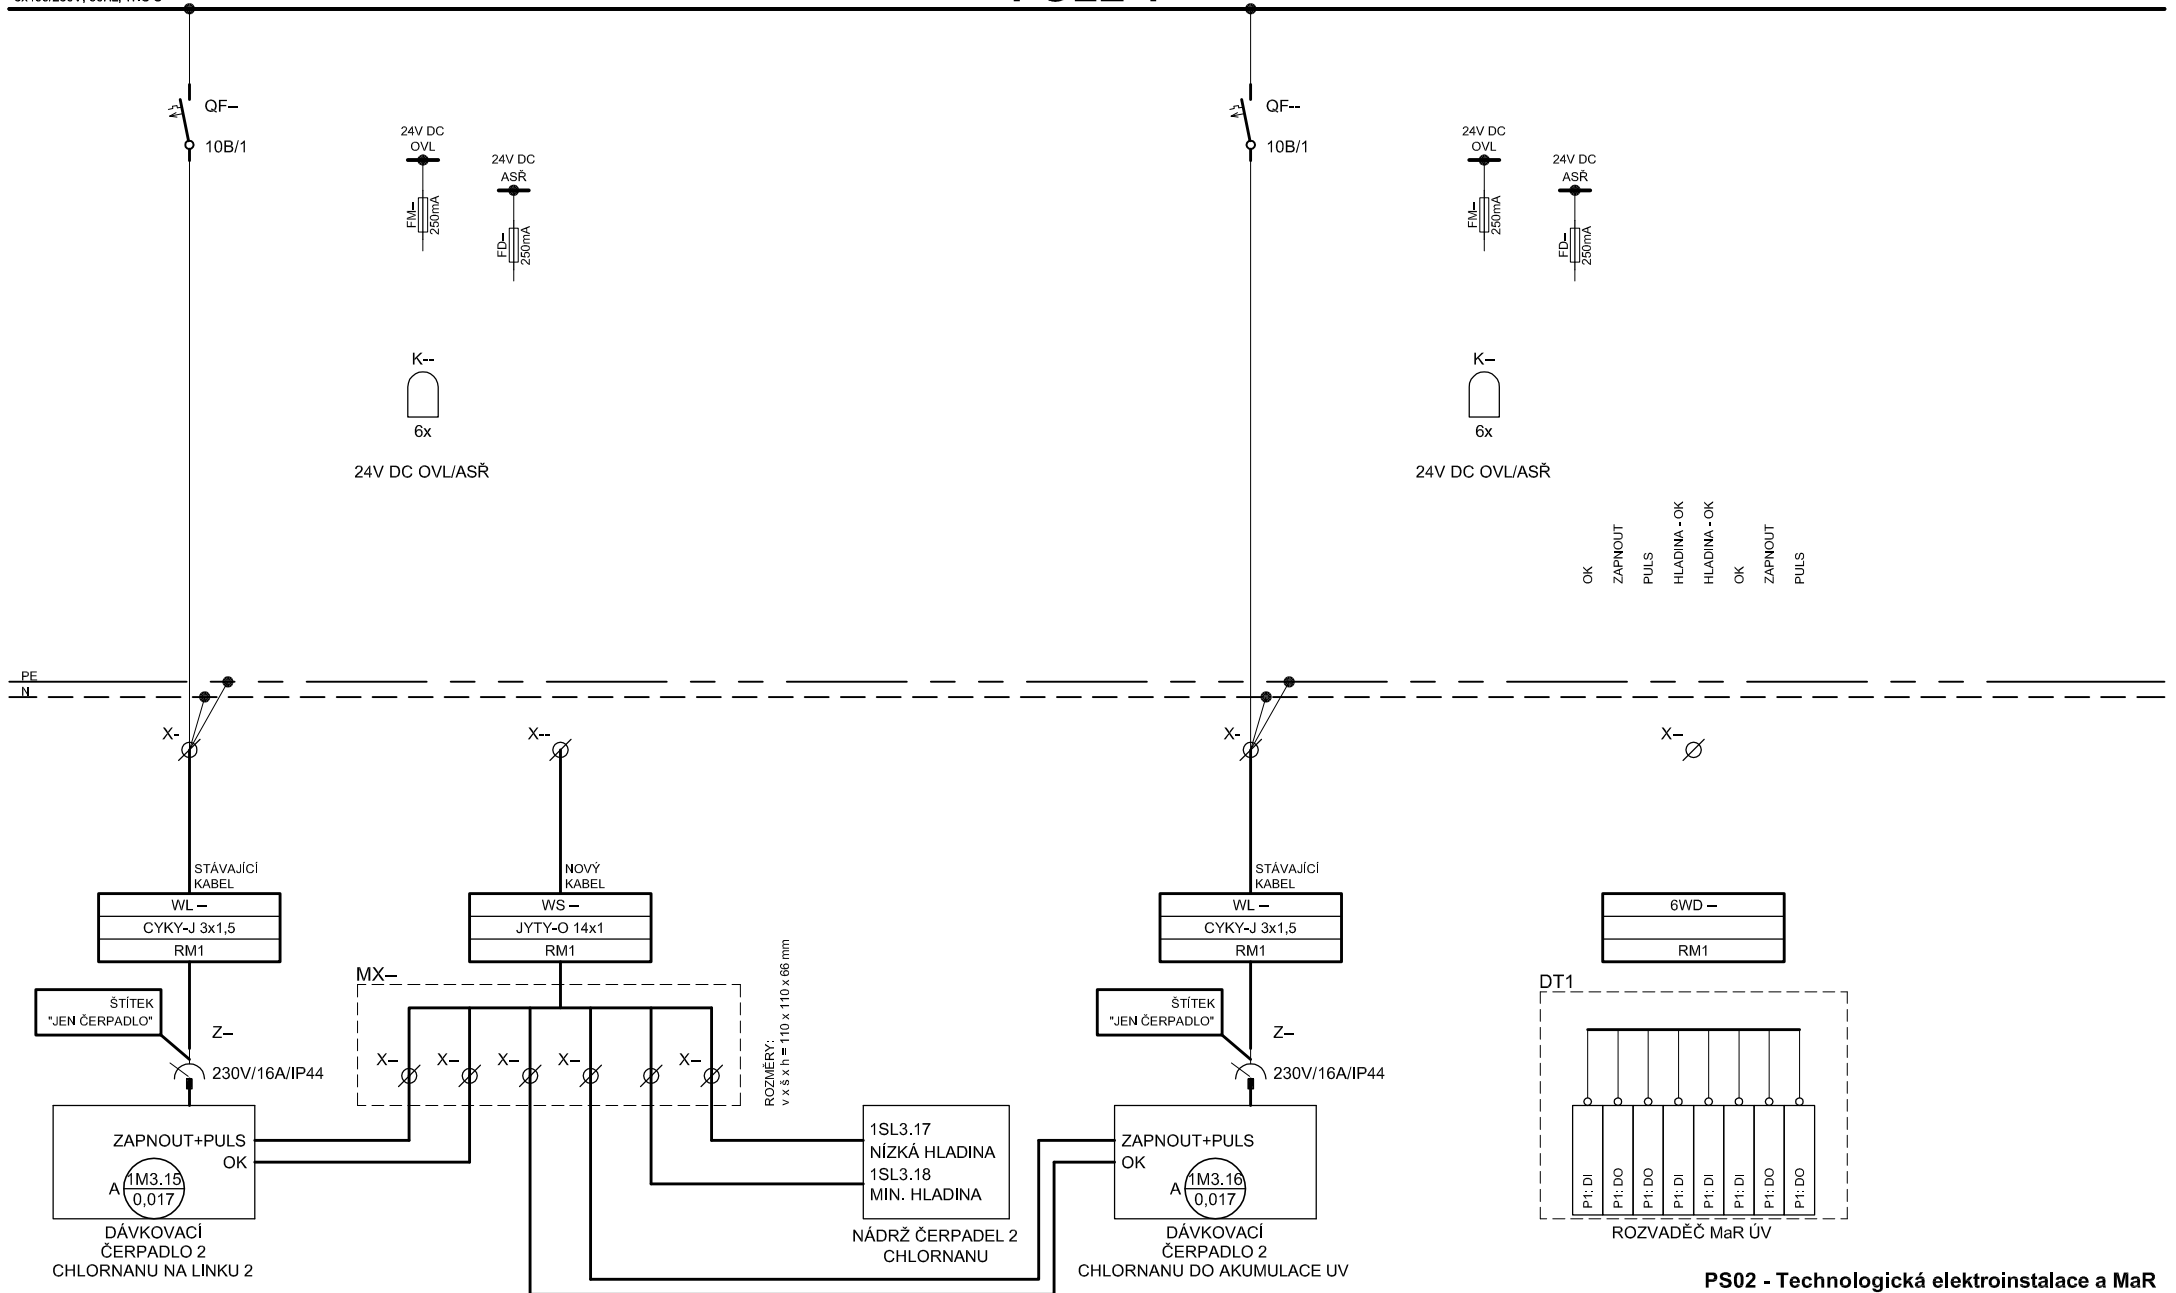 QF–
10B/1
24V DC
OVL
FM–
250mA
24V DC
ASŘ
FD–
250mA
K--
6x
24V DC OVL/ASŘ
QF--
10B/1
24V DC
OVL
FM–
250mA
24V DC
ASŘ
FD–
250mA
K–
6x
24V DC OVL/ASŘ
OK
ZAPNOUT
PULS
HLADINA - OK
HLADINA - OK
OK
ZAPNOUT
PULS
PE
N
X-
X--
X-
X–
STÁVAJÍCÍ
KABEL
WL –
CYKY-J 3x1,5
RM1
NOVÝ
KABEL
WS –
JYTY-O 14x1
RM1
STÁVAJÍCÍ
KABEL
WL –
CYKY-J 3x1,5
RM1
6WD –
RM1
ŠTÍTEK
"JEN ČERPADLO"
Z–
230V/16A/IP44
MX–
X–
X–
X–
X–
X–
ROZMĚRY:
v x š x h = 110 x 110 x 66 mm
ŠTÍTEK
"JEN ČERPADLO"
Z–
230V/16A/IP44
DT1
ZAPNOUT+PULS
OK
A
1M3.15
0,017
DÁVKOVACÍ
ČERPADLO 2
CHLORNANU NA LINKU 2
1SL3.17
NÍZKÁ HLADINA
1SL3.18
MIN. HLADINA
NÁDRŽ ČERPADEL 2
CHLORNANU
ZAPNOUT+PULS
OK
A
1M3.16
0,017
DÁVKOVACÍ
ČERPADLO 2
CHLORNANU DO AKUMULACE UV
P1: DI
P1: DO
P1: DO
P1: DI
P1: DI
P1: DI
P1: DO
P1: DO
ROZVADĚČ MaR ÚV
PS02 - Technologická elektroinstalace a MaR